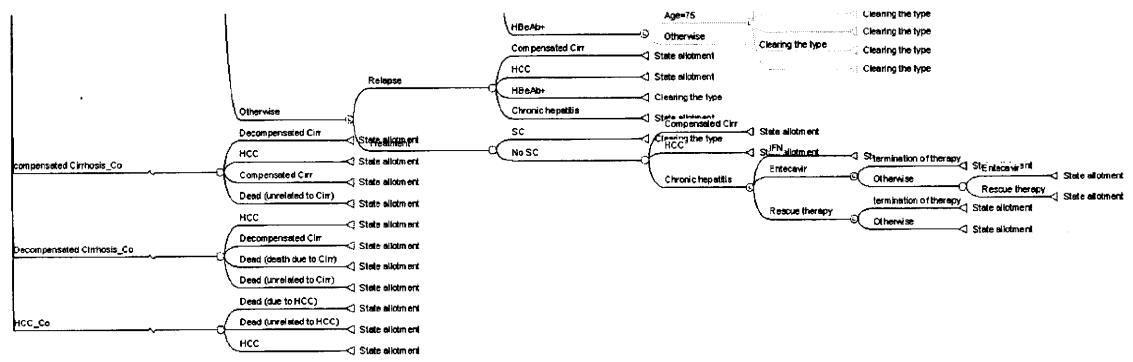 Age=75
Clearing the type
HBeAb+
Clearing the type
Otherwise
Clearing the type
Clearing the type
Compensated Cirr
State allotment
Clearing the type
HCC
State allotment
Relapse
HBeAb+
Clearing the type
Chronic hepatitis
State allotment
Otherwise
Compensated Cirr
State allotment
Decompensated Cirr
State allotment
Treatment
SC
Clearing the type
HCC
State allotment
HCC
State allotment
No SC
IFN
termination of therapy
State allotment
Entecavir
compensated Cirrhosis_Co
Compensated Cirr
State allotment
Chronic hepatitis
Entecavir
Otherwise
State allotment
Rescue therapy
State allotment
Dead (unrelated to Cirr)
State allotment
Rescue therapy
termination of therapy
State allotment
HCC
State allotment
Otherwise
State allotment
Decompensated Cirr
State allotment
Decompensated Cirrhosis_Co
Dead (death due to Cirr)
State allotment
Dead (unrelated to Cirr)
State allotment
Dead (due to HCC)
State allotment
HCC_Co
Dead (unrelated to HCC)
State allotment
HCC
State allotment